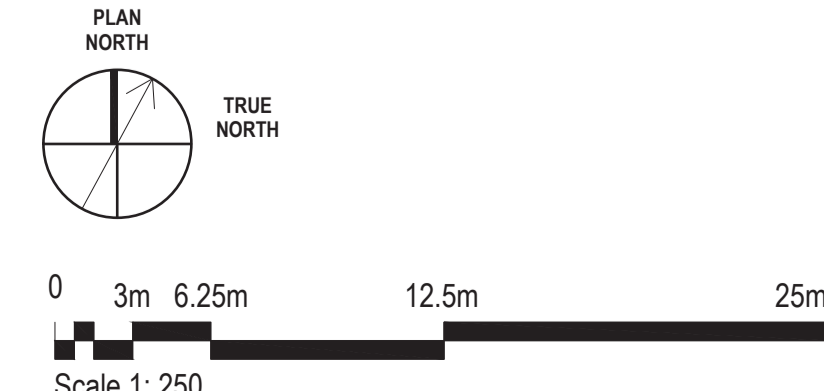 PLAN
NORTH
TRUE
NORTH
0 3m 6.25m 12.5m 25m
Scale 1: 250